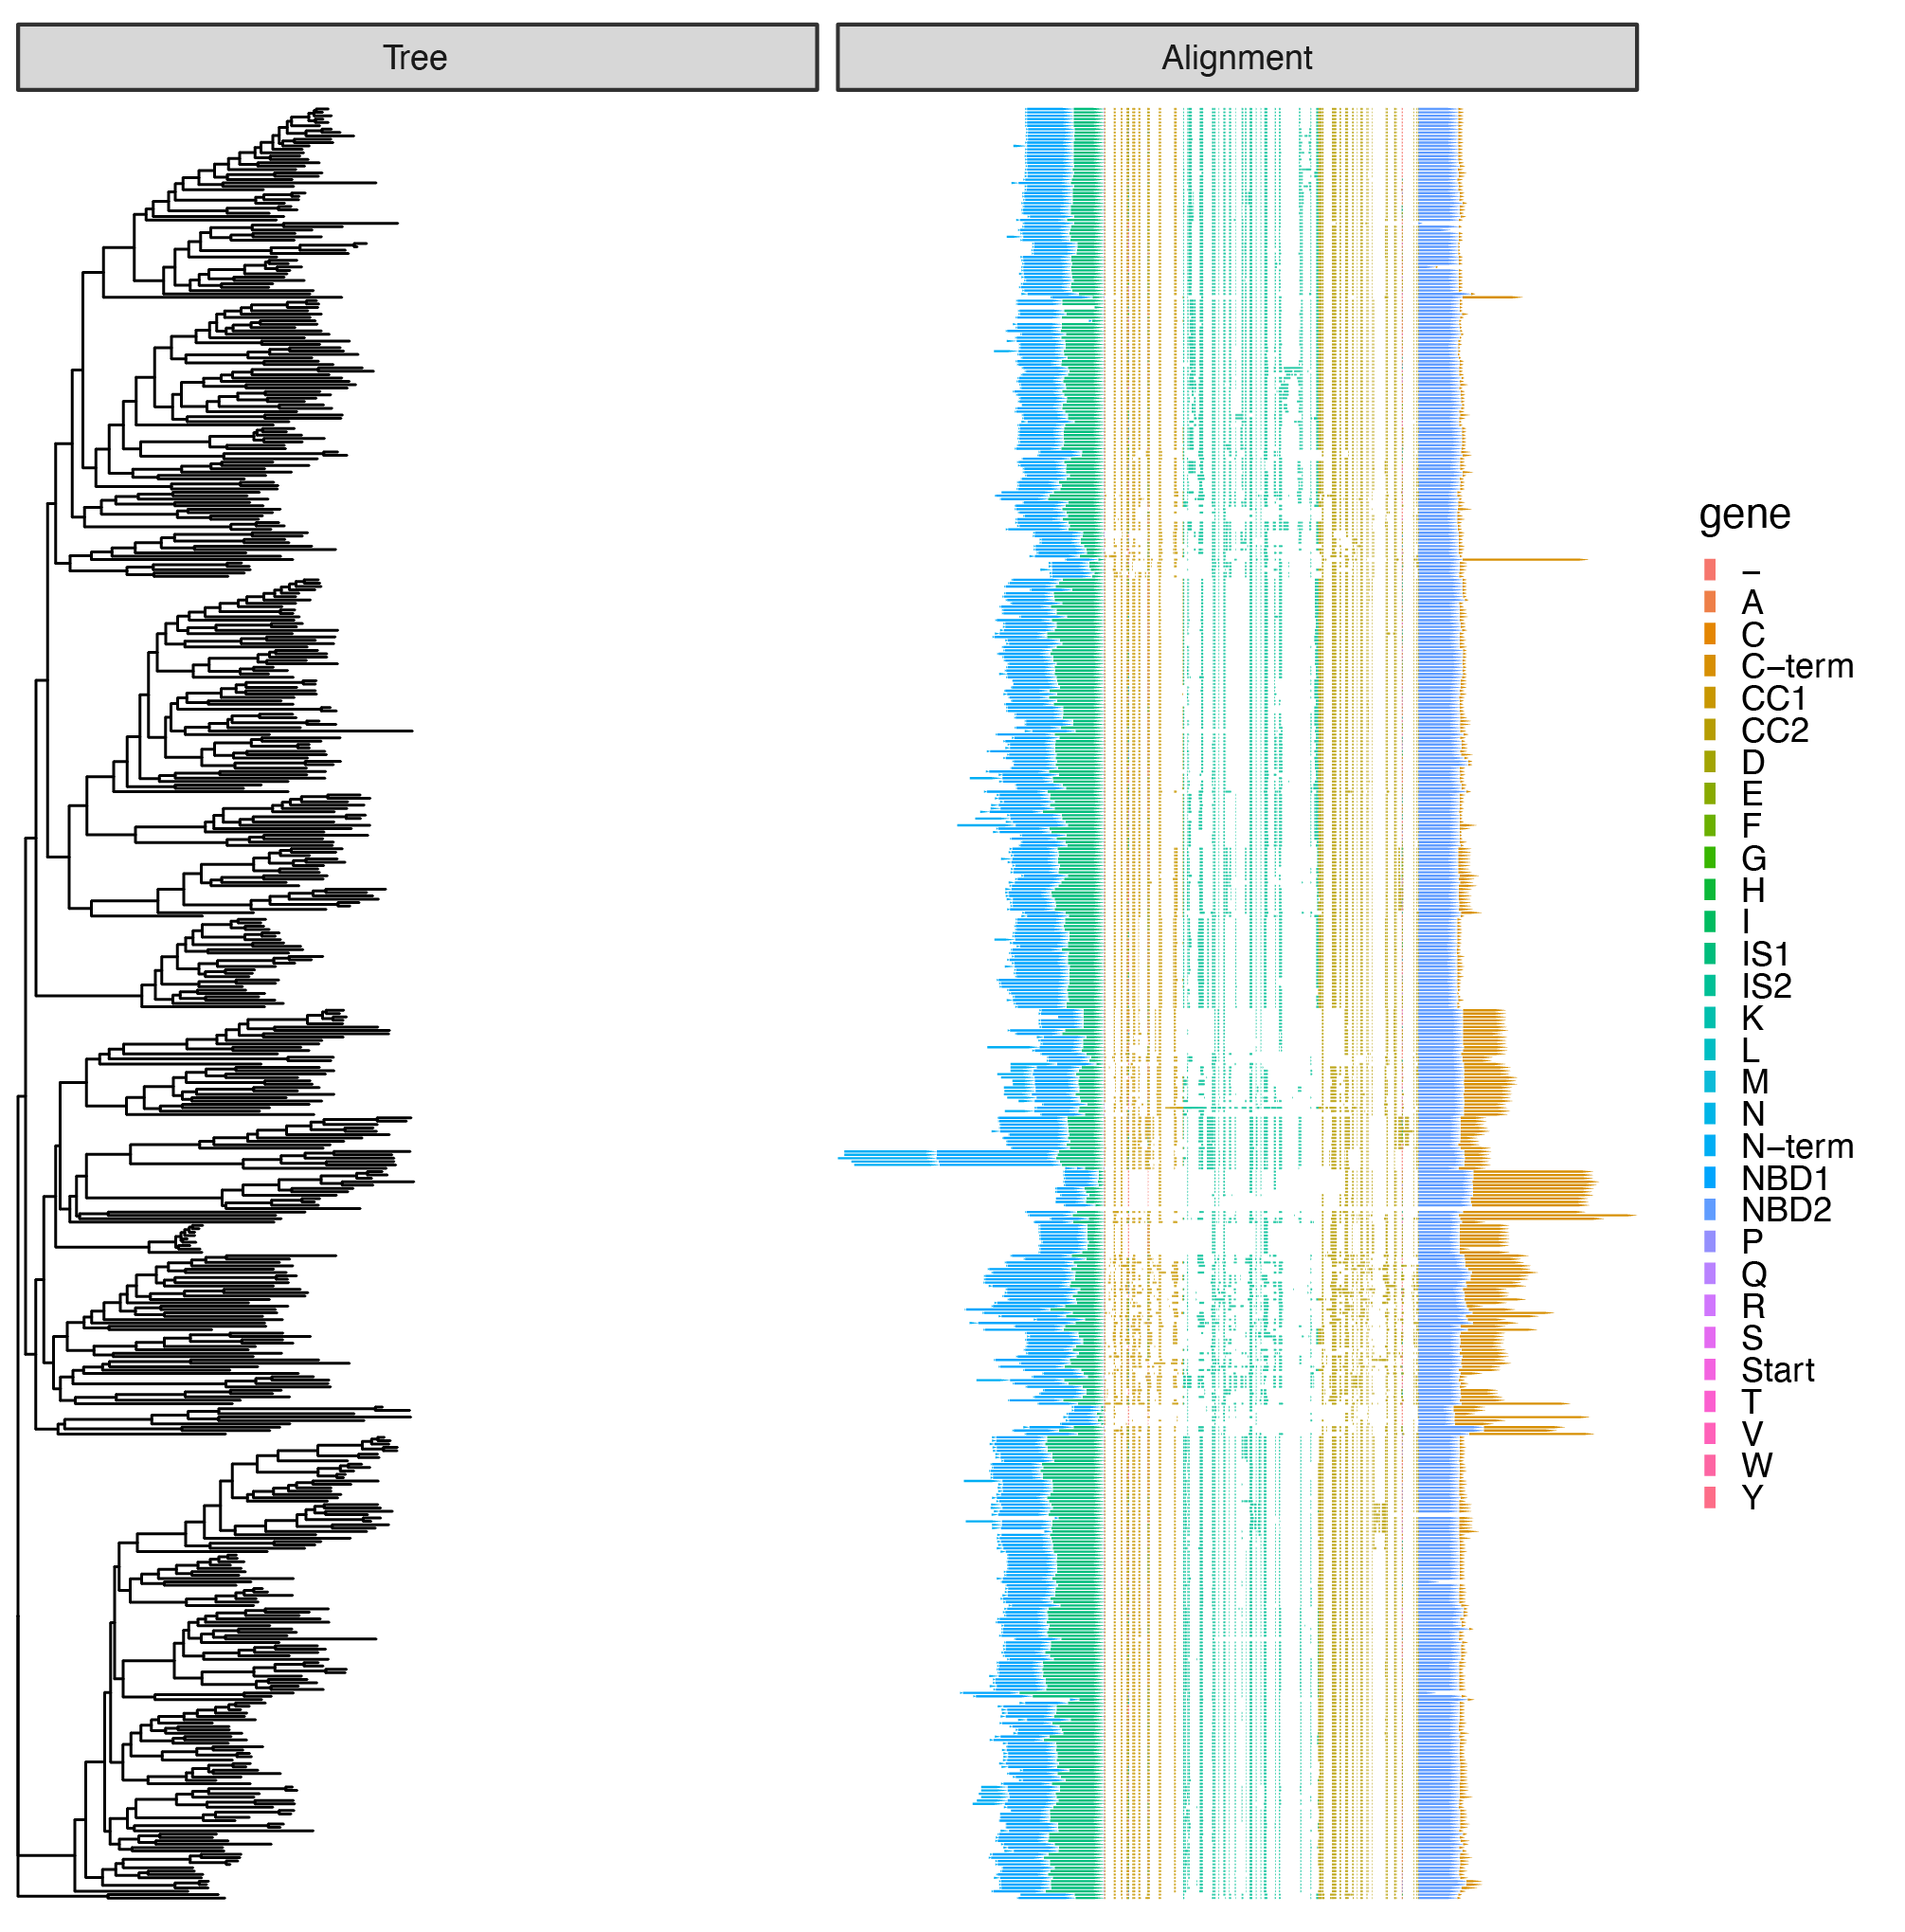 Tree
Alignment
gene
–
A
C
C−term
CC1
CC2
D
E
F
G
H
I
IS1
IS2
K
L
M
N
N−term
NBD1
NBD2
P
Q
R
S
Start
T
V
W
Y